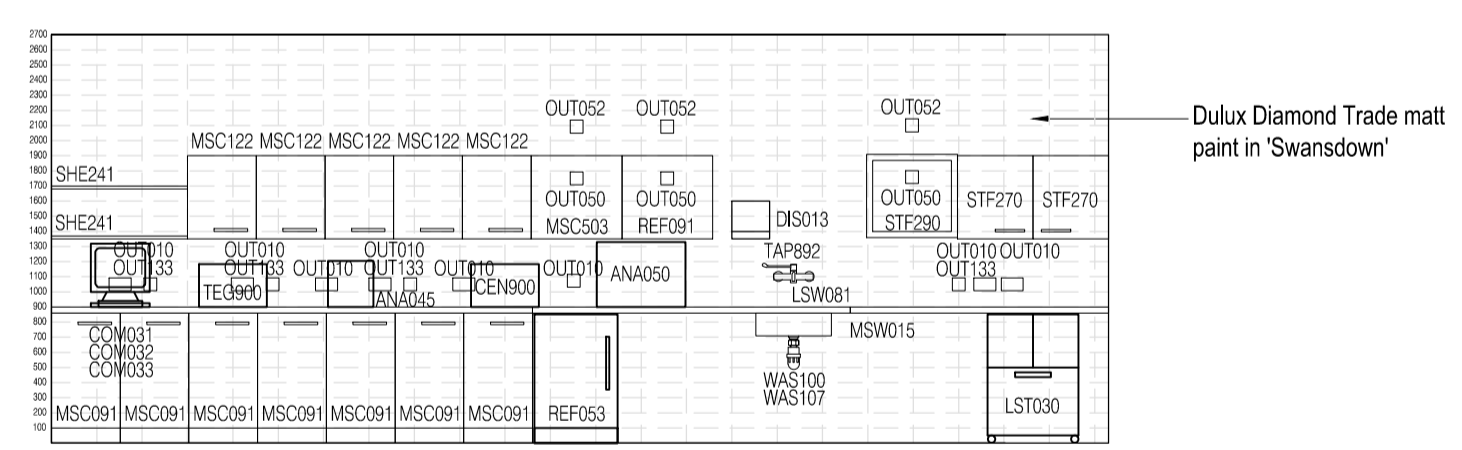 2700
2600
2500
2400
2300
2200
2100
2000
1900
1800
1700
1600
1500
1400
1300
1200
1100
1000
900
800
700
600
500
400
300
200
100
OUT052 OUT052 OUT052
Dulux Diamond Trade matt
paint in 'Swansdown'
MSC122 MSC122 MSC122 MSC122 MSC122
SHE241
OUT050 OUT050 OUT050 STF270 STF270
SHE241 MSC503 REF091 DIS013 STF290
OUT010 OUT010 OUT010 TAP892 OUT010 OUT010
OUT133 OUT133 OUT010 OUT133 OUT010 OUT010 ANA050 OUT133
TEG900 ANA045 CEN900 LSW081
COM031 MSW015
COM032
COM033
WAS100
WAS107
MSC091 MSC091 MSC091 MSC091 MSC091 MSC091 MSC091 REF053 LST030